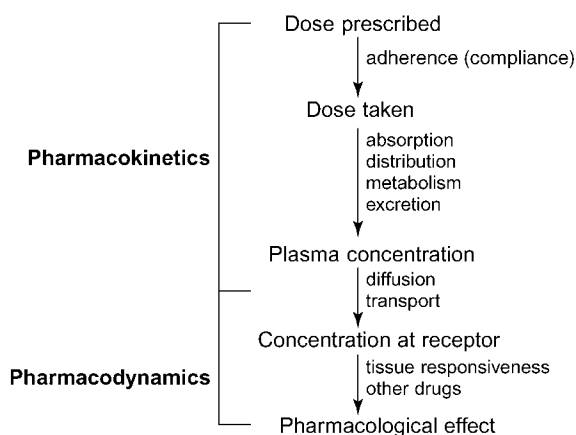 Dose prescribed
adherence (compliance)
Dose taken
absorption
distribution
metabolism
excretion
Pharmacokinetics
Plasma concentration
diffusion
transport
Concentration at receptor
tissue responsiveness
other drugs
Pharmacodynamics
Pharmacological effect